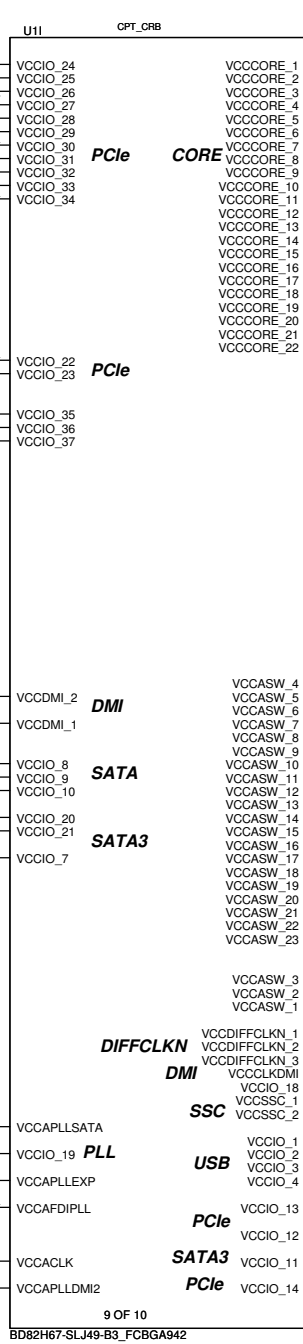 U1I CPT_CRB
VCCIO_24 VCCCORE_1
VCCIO_25 VCCCORE_2
VCCIO_26 VCCCORE_3
VCCIO_27 VCCCORE_4
VCCIO_28 VCCCORE_5
VCCIO_29 VCCCORE_6
VCCIO_30 VCCCORE_7
VCCIO_31 PCIe CORE VCCCORE_8
VCCIO_32 VCCCORE_9
VCCIO_33 VCCCORE_10
VCCIO_34 VCCCORE_11
VCCCORE_12
VCCCORE_13
VCCCORE_14
VCCCORE_15
VCCCORE_16
VCCCORE_17
VCCCORE_18
VCCCORE_19
VCCCORE_20
VCCCORE_21
VCCCORE_22
VCCIO_22
VCCIO_23 PCIe
VCCIO_35
VCCIO_36
VCCIO_37
VCCASW_4
VCCDMI_2 VCCASW_5
DMI VCCASW_6
VCCDMI_1 VCCASW_7
VCCASW_8
VCCASW_9
VCCIO_8 VCCASW_10
VCCIO_9 SATA VCCASW_11
VCCIO_10 VCCASW_12
VCCASW_13
VCCIO_20 VCCASW_14
VCCIO_21 VCCASW_15
SATA3 VCCASW_16
VCCIO_7 VCCASW_17
VCCASW_18
VCCASW_19
VCCASW_20
VCCASW_21
VCCASW_22
VCCASW_23
VCCASW_3
VCCASW_2
VCCASW_1
VCCDIFFCLKN_1
DIFFCLKN VCCDIFFCLKN_2
VCCDIFFCLKN_3
DMI VCCCLKDMI
VCCIO_18
VCCSSC_1
SSC VCCSSC_2
VCCAPLLSATA
VCCIO_1
VCCIO_19 PLL VCCIO_2
USB VCCIO_3
VCCAPLLEXP VCCIO_4
VCCAFDIPLL VCCIO_13
PCIe
VCCIO_12
VCCACLK SATA3 VCCIO_11
VCCAPLLDMI2 PCIe VCCIO_14
9 OF 10
BD82H67-SLJ49-B3_FCBGA942